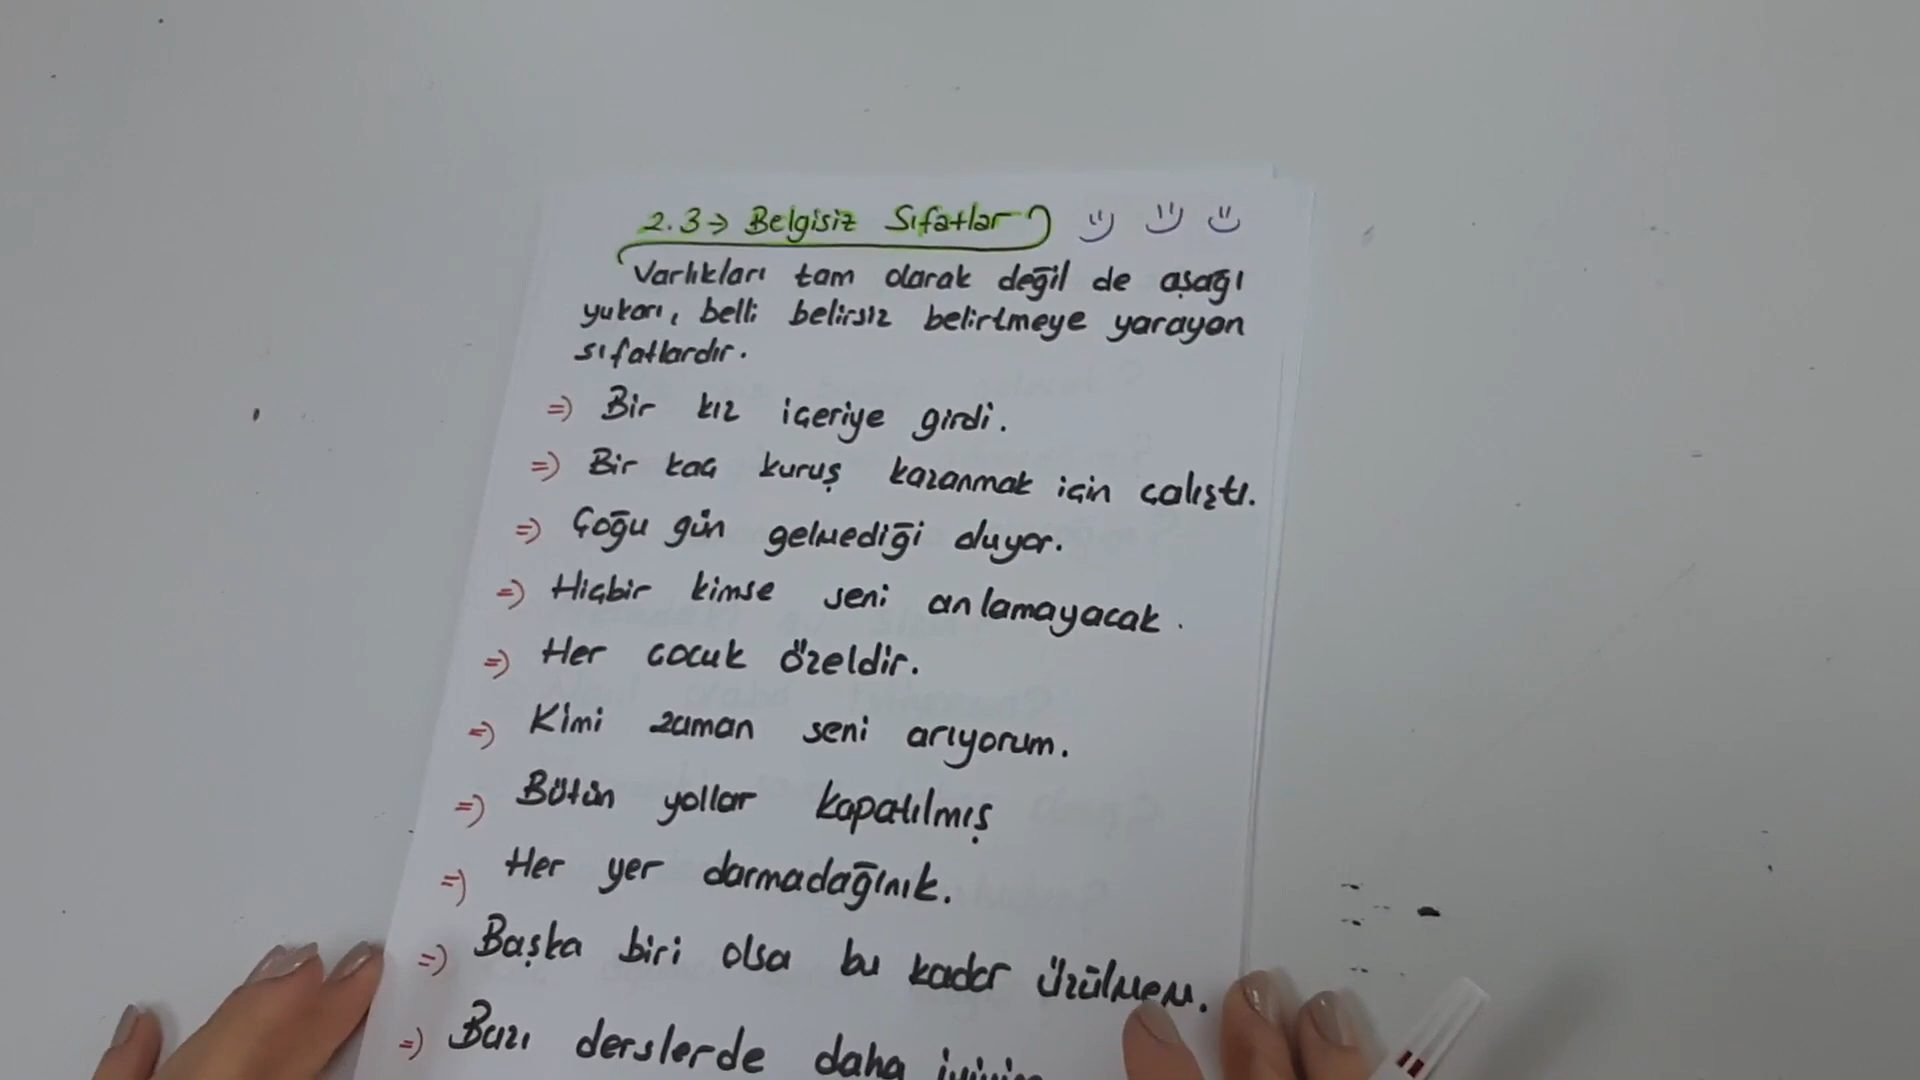 2.3→ Belgisiz Sıfatlar
Varlıkları tam olarak değil de aşağı
yukarı, belli belirsiz belirtmeye yarayan
sıfatlardır.
⇒ Bir kız içeriye girdi.
⇒ Bir kaç kuruş kazanmak için çalıştı.
⇒ Çoğu gün gelmediği oluyor.
⇒ Hiçbir kimse seni anlamayacak.
⇒ Her çocuk özeldir.
⇒ Kimi zaman seni arıyorum.
⇒ Bütün yollar kapatılmış
⇒ Her yer darmadağınık.
⇒ Başka biri olsa bu kadar üzülmem.
⇒ Bazı derslerde daha iyiyim